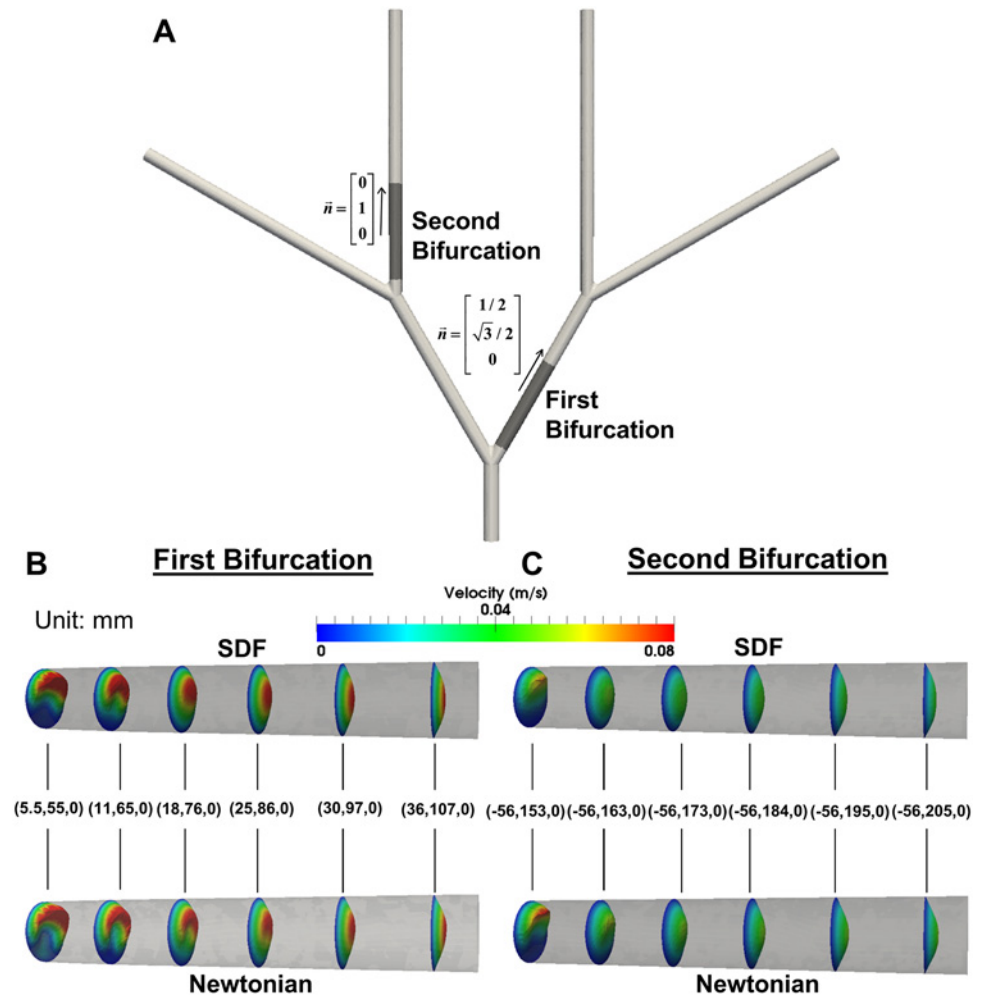 A
n⃗ = [0 1 0]
Second
Bifurcation
n⃗ = [1/2 √3/2 0]
First
Bifurcation
B
First Bifurcation
C
Second Bifurcation
Unit: mm
Velocity (m/s)
0.04
0
0.08
SDF
SDF
(5.5,55,0) (11,65,0) (18,76,0) (25,86,0) (30,97,0) (36,107,0) (-56,153,0) (-56,163,0) (-56,173,0) (-56,184,0) (-56,195,0) (-56,205,0)
Newtonian
Newtonian